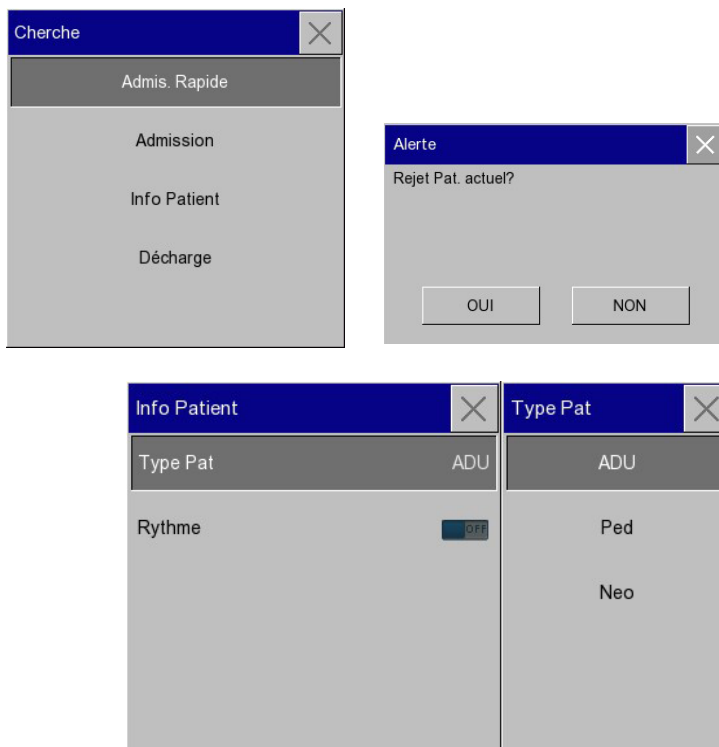 Cherche
Admis. Rapide
Admission
Info Patient
Décharge
Alerte
Rejet Pat. actuel?
OUI NON
Info Patient
Type Pat ADU
Rythme OFF
Type Pat
ADU
Ped
Neo